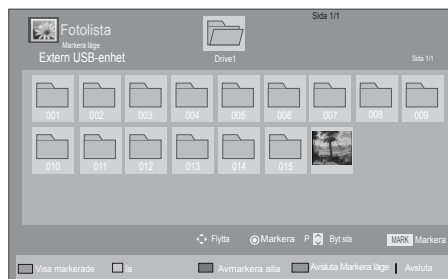 Sida 1/1
Fotolista
Markera läge
Extern USB-enhet
Drive1
Sida 1/1
001 002 003 004 005 006 007 008 009
010 011 012 013 014 015
Flytta Markera P Byt sida MARK Markera
Visa markerade la Avmarkera alla Avsluta Markera läge Avsluta